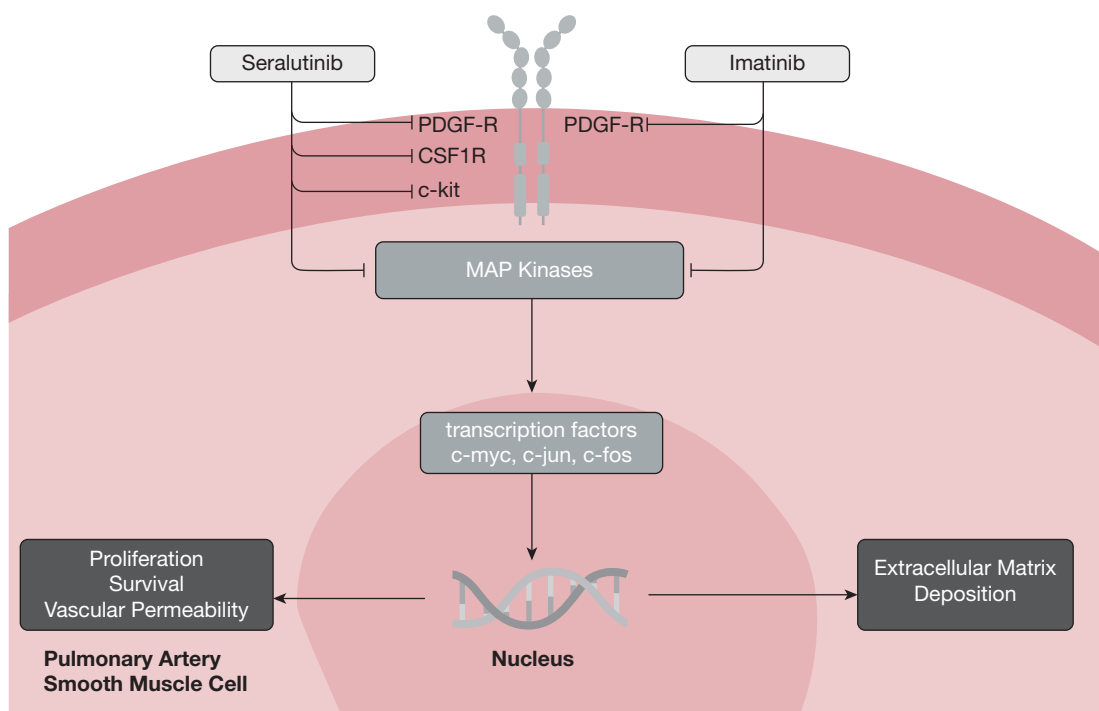 Seralutinib
Imatinib
PDGF-R
PDGF-R
CSF1R
c-kit
MAP Kinases
transcription factors
c-myc, c-jun, c-fos
Proliferation
Survival
Vascular Permeability
Extracellular Matrix
Deposition
Pulmonary Artery
Smooth Muscle Cell
Nucleus